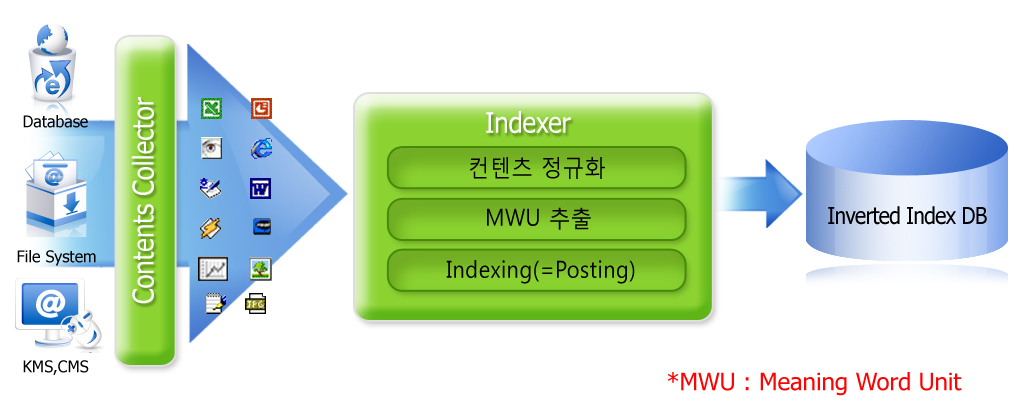 Database
File System
KMS,CMS
Contents Collector
Indexer
컨텐츠 정규화
MWU 추출
Indexing(=Posting)
Inverted Index DB
*MWU : Meaning Word Unit